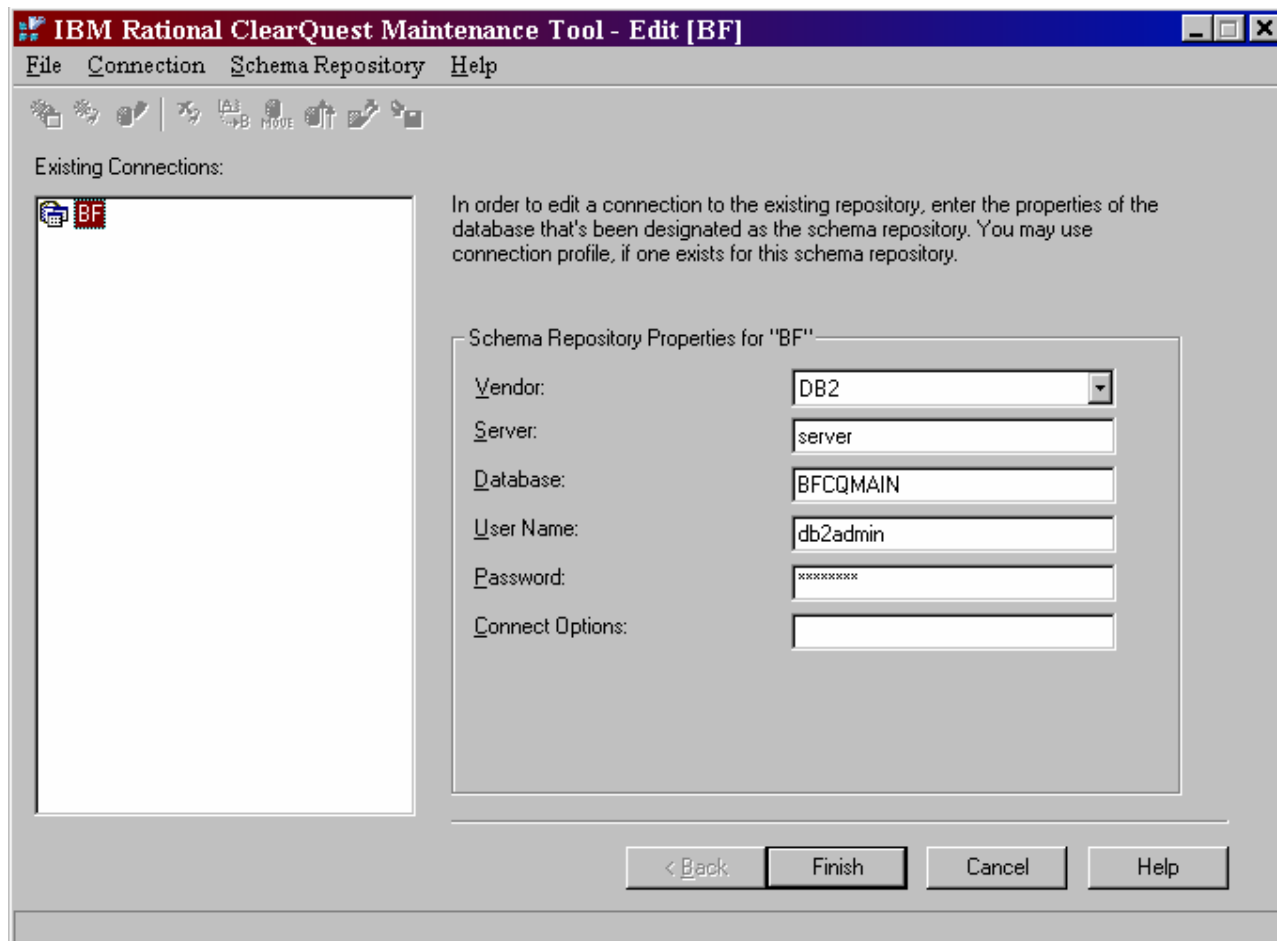 IBM Rational ClearQuest Maintenance Tool - Edit [BF]
File Connection Schema Repository Help
A
→B MOVE
Existing Connections:
BF
In order to edit a connection to the existing repository, enter the properties of the
database that's been designated as the schema repository. You may use
connection profile, if one exists for this schema repository.
Schema Repository Properties for "BF"
Vendor: DB2
Server: server
Database: BFCQMAIN
User Name: db2admin
Password: ********
Connect Options:
< Back Finish Cancel Help